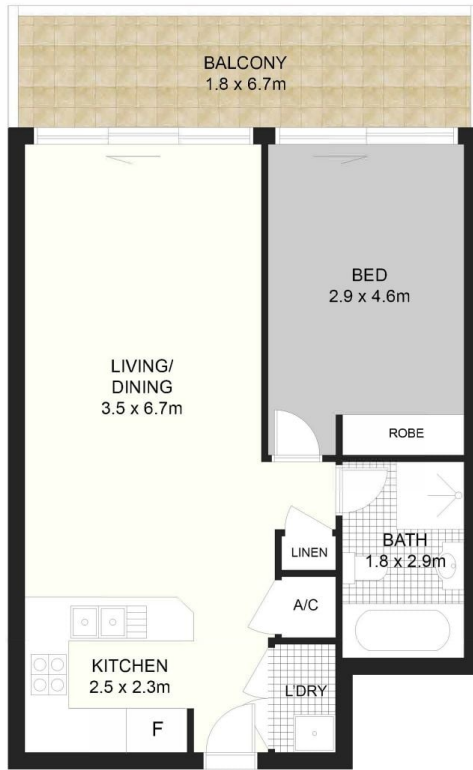 BALCONY
1.8 x 6.7m
BED
2.9 x 4.6m
LIVING/
DINING
3.5 x 6.7m
ROBE
LINEN
BATH
1.8 x 2.9m
A/C
KITCHEN
2.5 x 2.3m
L'DRY
F